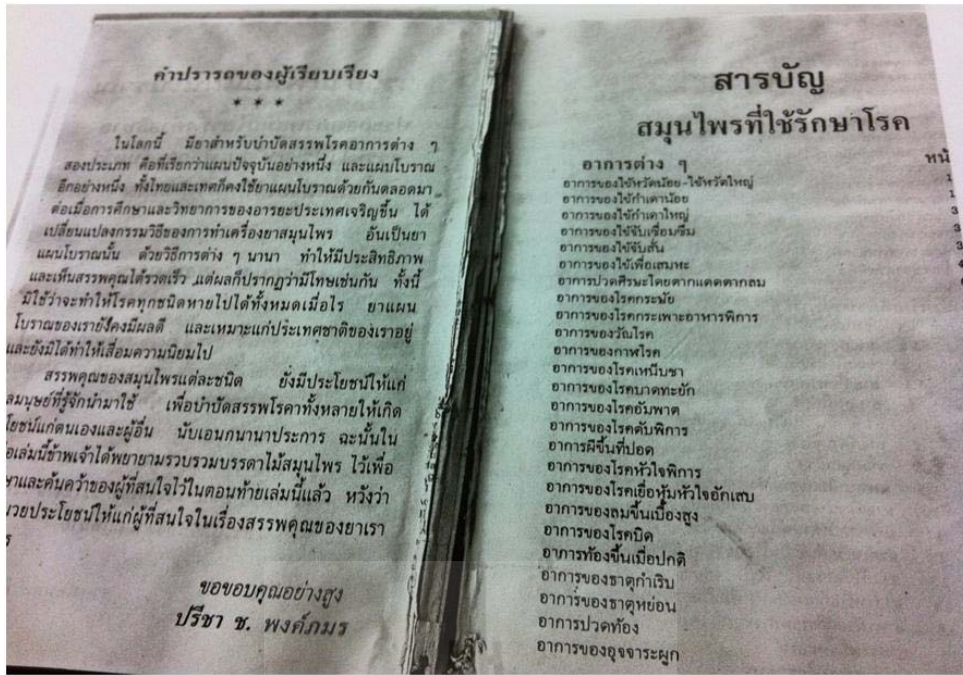 คำปรารถของผู้เรียบเรียง
* * *
ในโลกนี้ มียาสำหรับบำบัดสรรพโรคอาการต่าง ๆ
สองประเภท คือที่เรียกว่าแผนปัจจุบันอย่างหนึ่ง และแผนโบราณ
อีกอย่างหนึ่ง ทั้งไทยและเทศก็คงใช้ยาแผนโบราณด้วยกันตลอดมา
ต่อเมื่อการศึกษาและวิทยาการของอารยะประเทศเจริญขึ้น ได้
เปลี่ยนแปลงกรรมวิธีของการทำเครื่องยาสมุนไพร อันเป็นยา
แผนโบราณนั้น ด้วยวิธีการต่าง ๆ นานา ทำให้มีประสิทธิภาพ
และเห็นสรรพคุณได้รวดเร็ว แต่ผลก็ปรากฏว่ามีโทษเช่นกัน ทั้งนี้
มิใช่ว่าจะทำให้โรคทุกชนิดหายไปได้ทั้งหมดเมื่อไร ยาแผน
โบราณของเรายังคงมีผลดี และเหมาะแก่ประเทศชาติของเราอยู่
และยังมิได้ทำให้เสื่อมความนิยมไป
สรรพคุณของสมุนไพรแต่ละชนิด ยังมีประโยชน์ให้แก่
ลมนุษย์ที่รู้จักนำมาใช้ เพื่อบำบัดสรรพโรคาทั้งหลายให้เกิด
โยชน์แก่ตนเองและผู้อื่น นับเอนกนานาประการ ฉะนั้นใน
อเล่มนี้ข้าพเจ้าได้พยายามรวบรวมบรรดาไม้สมุนไพร ไว้เพื่อ
ษาและค้นคว้าของผู้ที่สนใจไว้ในตอนท้ายเล่มนี้แล้ว หวังว่า
นวยประโยชน์ให้แก่ผู้ที่สนใจในเรื่องสรรพคุณของยาเรา
ร
ขอขอบคุณอย่างสูง
ปรีชา ช. พงศ์ภมร
สารบัญ
สมุนไพรที่ใช้รักษาโรค
อาการต่าง ๆ หน้
อาการของไข้หวัดน้อย-ไข้หวัดใหญ่ 1
อาการของไข้กำเดาน้อย 1
อาการของไข้กำเดาใหญ่ 3
อาการของไข้จับเชื่อมซึม 3
อาการของไข้จับสั่น 3
อาการของไข้เพื่อเสมหะ 4
อาการปวดศีรษะโดยตากแดดตากลม
อาการของโรคกระษัย
อาการของโรคกระเพาะอาหารพิการ
อาการของวัณโรค
อาการของกาฬโรค
อาการของโรคเหน็บชา
อาการของโรคบาดทะยัก
อาการของโรคอัมพาต
อาการของโรคตับพิการ
อาการฝีขึ้นที่ปอด
อาการของโรคหัวใจพิการ
อาการของโรคเยื่อหุ้มหัวใจอักเสบ
อาการของลมขึ้นเบื้องสูง
อาการของโรคบิด
อาการท้องขึ้นเมื่อปกติ
อาการของธาตุกำเริบ
อาการของธาตุหย่อน
อาการปวดท้อง
อาการของอุจจาระผูก